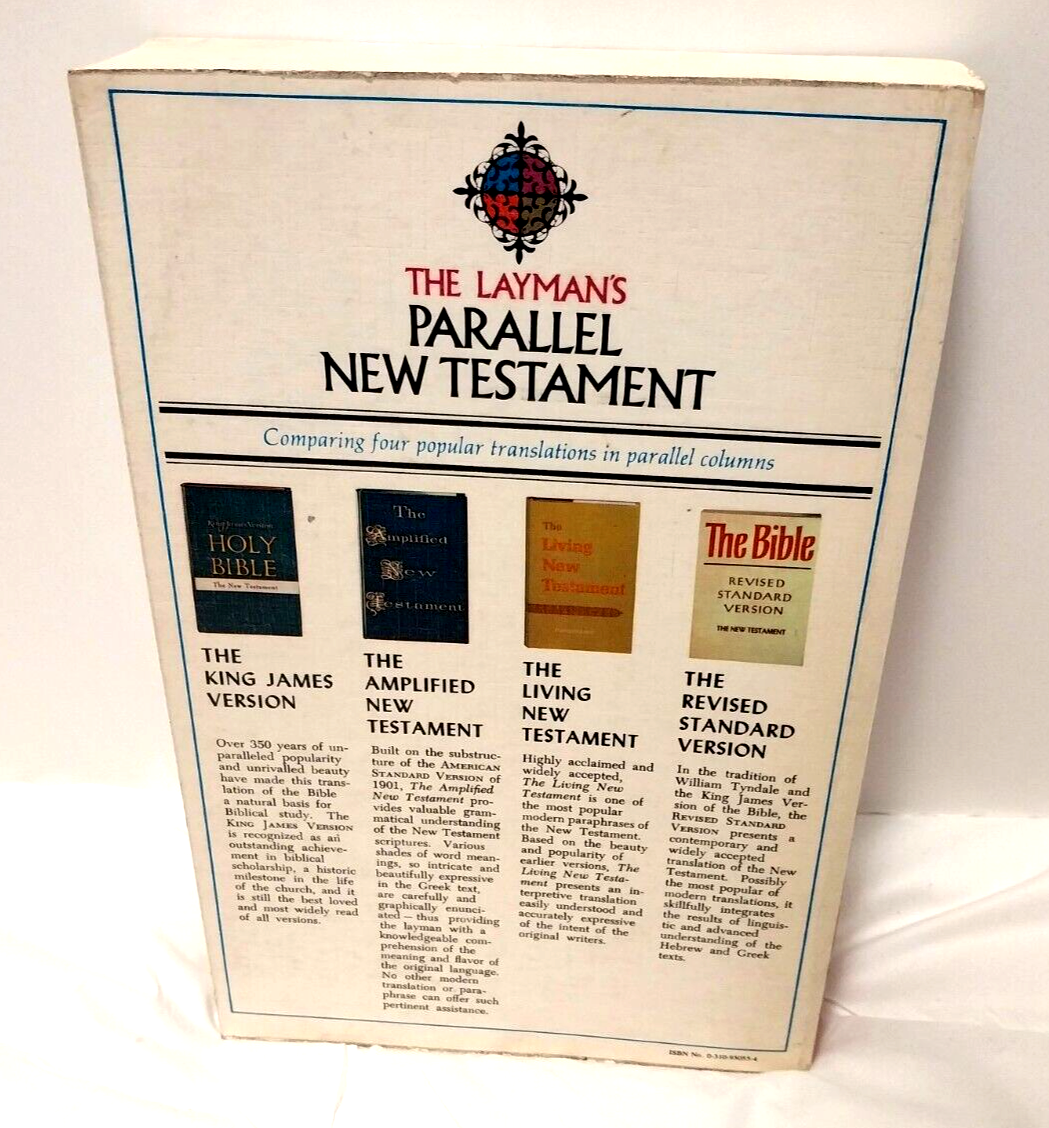 THE LAYMAN'S
PARALLEL
NEW TESTAMENT
Comparing four popular translations in parallel columns
King James Version
HOLY
BIBLE
The New Testament
THE
KING JAMES
VERSION
Over 350 years of un-
paralleled popularity
and unrivalled beauty
have made this trans-
lation of the Bible
a natural basis for
Biblical study. The
KING JAMES VERSION
is recognized as an
outstanding achieve-
ment in biblical
scholarship, a historic
milestone in the life
of the church, and it
is still the best loved
and most widely read
of all versions.
The
Amplified
New
Testament
THE
AMPLIFIED
NEW
TESTAMENT
Built on the substruc-
ture of the AMERICAN
STANDARD VERSION of
1901, The Amplified
New Testament pro-
vides valuable gram-
matical understanding
of the New Testament
scriptures. Various
shades of word mean-
ings, so intricate and
beautifully expressive
in the Greek text,
are carefully and
graphically enunci-
ated — thus providing
the layman with a
knowledgeable com-
prehension of the
meaning and flavor of
the original language.
No other modern
translation or para-
phrase can offer such
pertinent assistance.
The
Living
New
Testament
THE
LIVING
NEW
TESTAMENT
Highly acclaimed and
widely accepted,
The Living New
Testament is one of
the most popular
modern paraphrases of
the New Testament.
Based on the beauty
and popularity of
earlier versions, The
Living New Testa-
ment presents an in-
terpretive translation
easily understood and
accurately expressive
of the intent of the
original writers.
The Bible
REVISED
STANDARD
VERSION
THE NEW TESTAMENT
THE
REVISED
STANDARD
VERSION
In the tradition of
William Tyndale and
the King James Ver-
sion of the Bible, the
REVISED STANDARD
VERSION presents a
contemporary and
widely accepted
translation of the New
Testament. Possibly
the most popular of
modern translations, it
skillfully integrates
the results of linguis-
tic and advanced
understanding of the
Hebrew and Greek
texts.
ISBN No. 0-310-95055-4